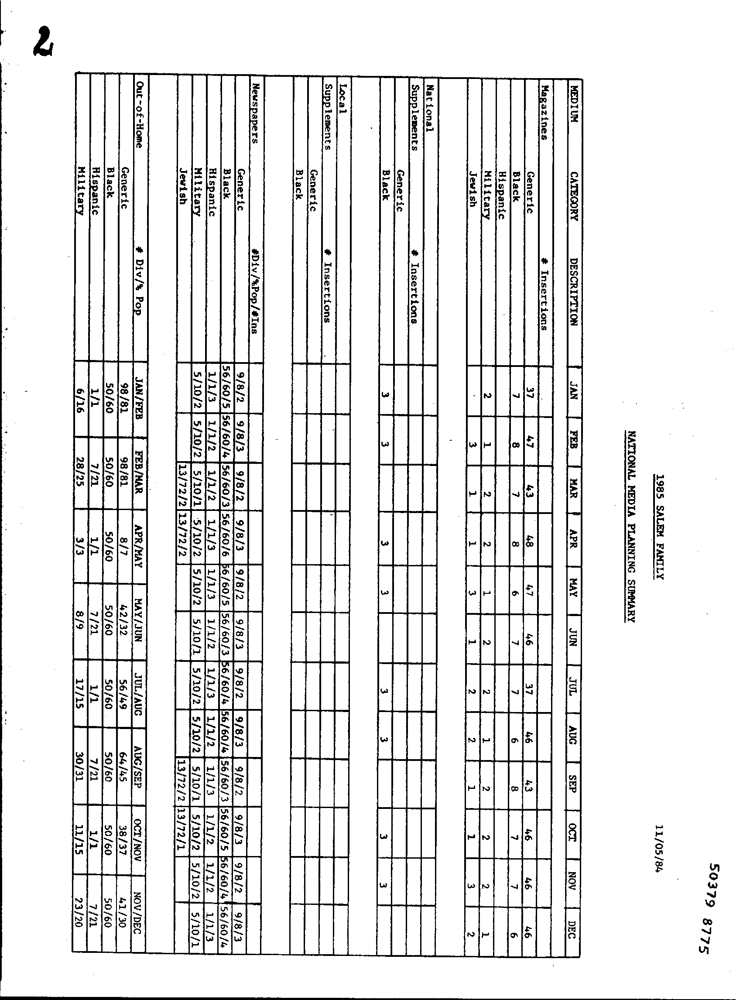 2
50379 8775
1985 SALEM FAMILY 11/05/84
NATIONAL MEDIA PLANNING SUMMARY
MEDIUM CATEGORY DESCRIPTION JAN FEB MAR APR MAY JUN JUL AUG SEP OCT NOV DEC
Magazines # Insertions
Generic 37 47 43 48 47 46 37 46 43 46 46 46
Black 7 8 7 8 6 7 7 6 8 7 7 6
Hispanic
Military 2 1 2 2 1 2 2 1 2 2 2 1
Jewish 3 1 1 3 1 2 2 1 1 3 2
National
Supplements # Insertions
Generic
Black 3 3 3 3 3 3 3 3
Local
Supplements # Insertions
Generic
Black
Newspapers #Div/%Pop/#Ins
Generic 9/8/2 9/8/3 9/8/2 9/8/3 9/8/2 9/8/3 9/8/2 9/8/3 9/8/2 9/8/3 9/8/2 9/8/3
Black 56/60/5 56/60/4 56/60/3 56/60/6 56/60/5 56/60/3 56/60/4 56/60/4 56/60/3 56/60/5 56/60/4 56/60/4
Hispanic 1/1/3 1/1/2 1/1/2 1/1/3 1/1/3 1/1/2 1/1/3 1/1/2 1/1/3 1/1/2 1/1/2 1/1/3
Military 5/10/2 5/10/2 5/10/1 5/10/2 5/10/2 5/10/1 5/10/2 5/10/2 5/10/1 5/10/2 5/10/2 5/10/1
Jewish 13/72/2 13/72/2 13/72/2 13/72/1
Out-of-Home # Div/% Pop JAN/FEB FEB/MAR APR/MAY MAY/JUN JUL/AUG AUG/SEP OCT/NOV NOV/DEC
Generic 98/81 98/81 8/7 42/32 56/49 64/45 38/37 41/30
Black 50/60 50/60 50/60 50/60 50/60 50/60 50/60 50/60
Hispanic 1/1 7/21 1/1 7/21 1/1 7/21 1/1 7/21
Military 6/16 28/25 3/3 8/9 17/15 30/31 11/15 23/20